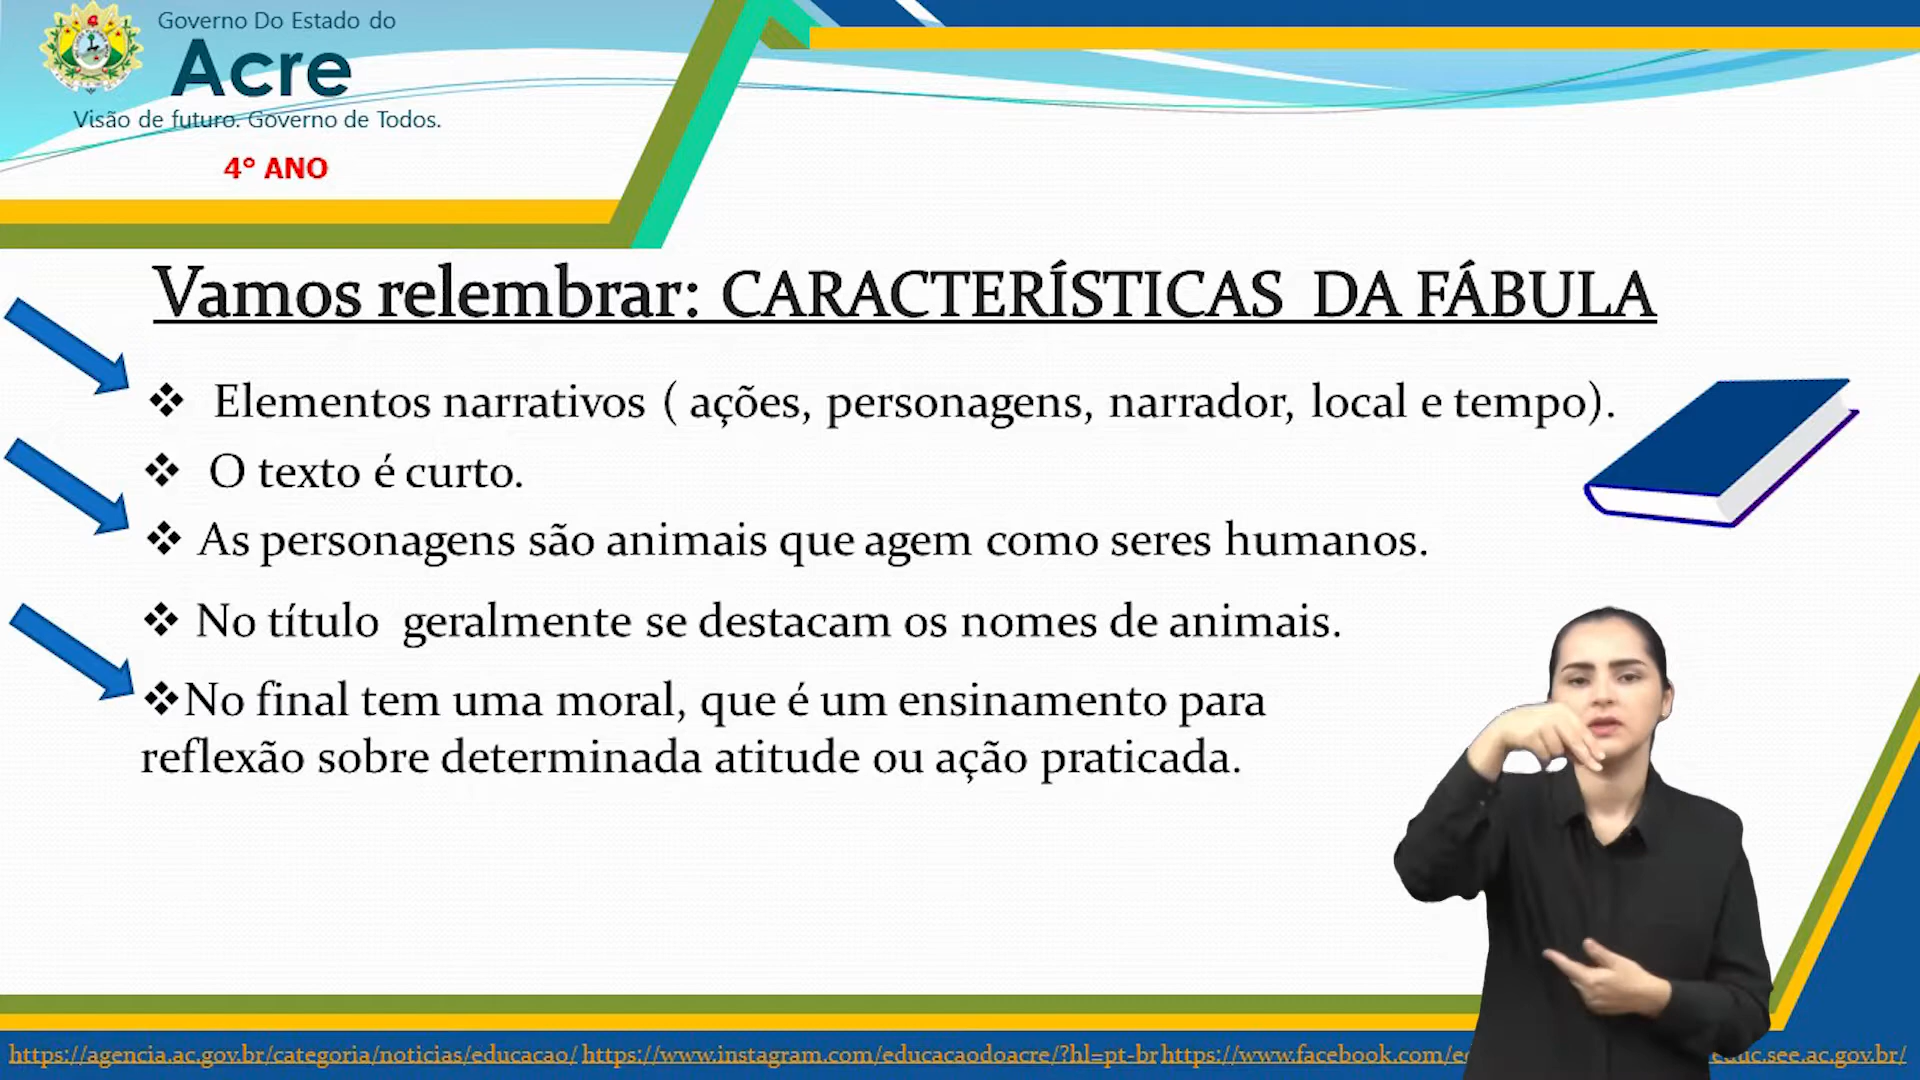 Governo Do Estado do
Acre
Visão de futuro. Governo de Todos.
4° ANO
Vamos relembrar: CARACTERÍSTICAS DA FÁBULA
❖ Elementos narrativos ( ações, personagens, narrador, local e tempo).
❖ O texto é curto.
❖ As personagens são animais que agem como seres humanos.
❖ No título geralmente se destacam os nomes de animais.
❖No final tem uma moral, que é um ensinamento para
reflexão sobre determinada atitude ou ação praticada.
https://agencia.ac.gov.br/categoria/noticias/educacao/ https://www.instagram.com/educacaodoacre/?hl=pt-br https://www.facebook.com/e educ.see.ac.gov.br/